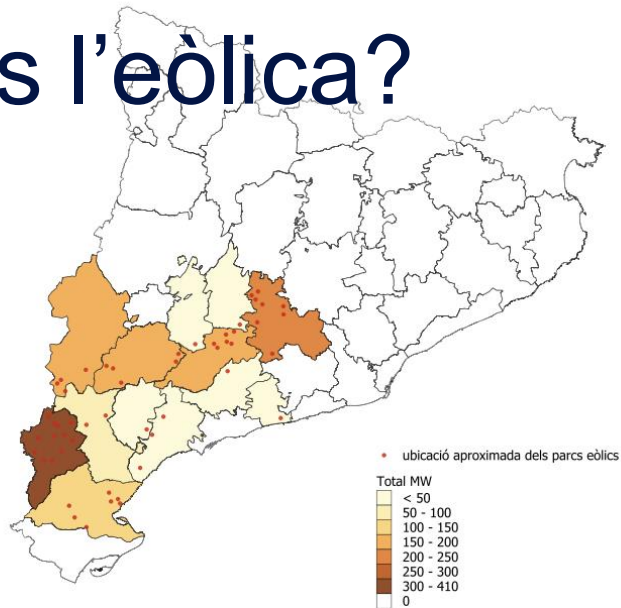 s l’eòlica?
ubicació aproximada dels parcs eòlics
Total MW
< 50
50 - 100
100 - 150
150 - 200
200 - 250
250 - 300
300 - 410
0